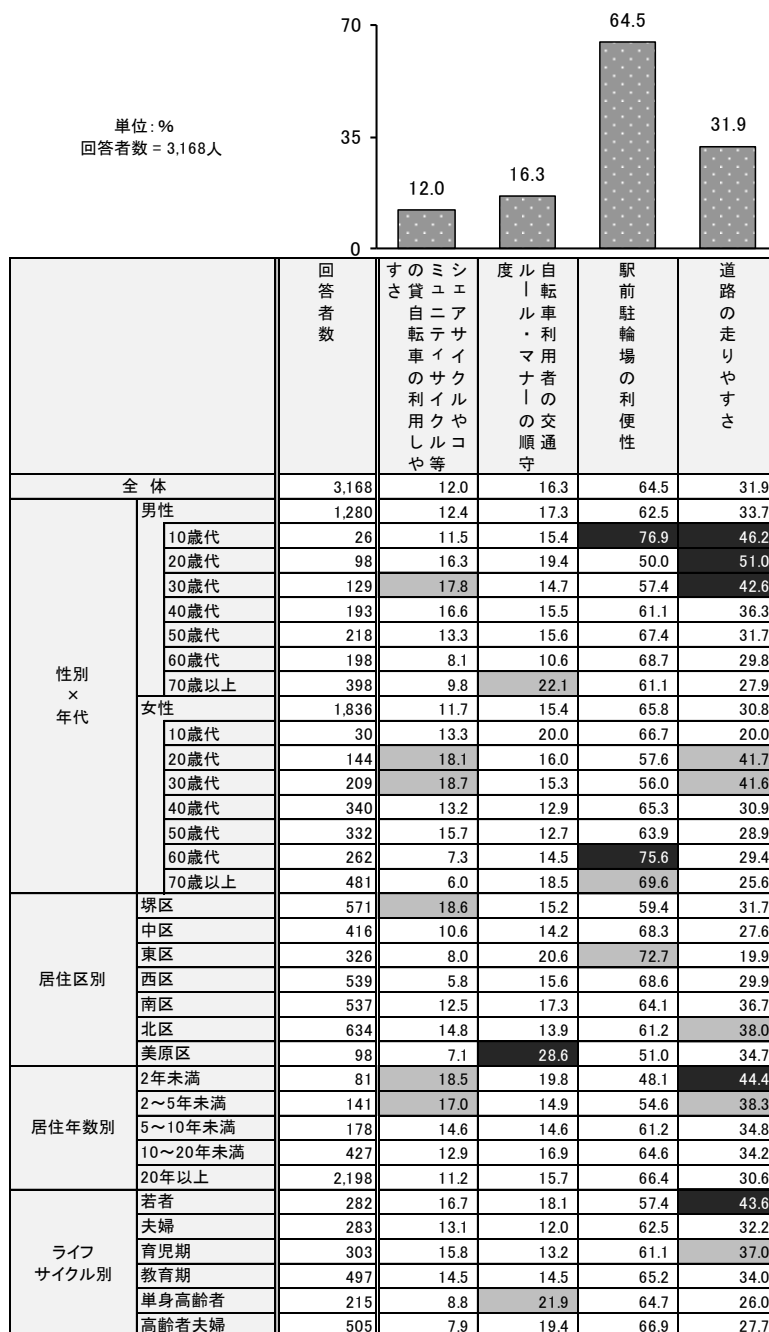 70
64.5
単位：％
回答者数 = 3,168人
35
31.9
16.3
12.0
0
回答者数
シェアサイクルやコミュニティサイクル等の貸自転車の利用しやすさ
自転車利用者の交通ルール・マナーの順守度
駅前駐輪場の利便性
道路の走りやすさ
全 体 3,168 12.0 16.3 64.5 31.9
性別×年代
男性 1,280 12.4 17.3 62.5 33.7
10歳代 26 11.5 15.4 76.9 46.2
20歳代 98 16.3 19.4 50.0 51.0
30歳代 129 17.8 14.7 57.4 42.6
40歳代 193 16.6 15.5 61.1 36.3
50歳代 218 13.3 15.6 67.4 31.7
60歳代 198 8.1 10.6 68.7 29.8
70歳以上 398 9.8 22.1 61.1 27.9
女性 1,836 11.7 15.4 65.8 30.8
10歳代 30 13.3 20.0 66.7 20.0
20歳代 144 18.1 16.0 57.6 41.7
30歳代 209 18.7 15.3 56.0 41.6
40歳代 340 13.2 12.9 65.3 30.9
50歳代 332 15.7 12.7 63.9 28.9
60歳代 262 7.3 14.5 75.6 29.4
70歳以上 481 6.0 18.5 69.6 25.6
居住区別
堺区 571 18.6 15.2 59.4 31.7
中区 416 10.6 14.2 68.3 27.6
東区 326 8.0 20.6 72.7 19.9
西区 539 5.8 15.6 68.6 29.9
南区 537 12.5 17.3 64.1 36.7
北区 634 14.8 13.9 61.2 38.0
美原区 98 7.1 28.6 51.0 34.7
居住年数別
2年未満 81 18.5 19.8 48.1 44.4
2～5年未満 141 17.0 14.9 54.6 38.3
5～10年未満 178 14.6 14.6 61.2 34.8
10～20年未満 427 12.9 16.9 64.6 34.2
20年以上 2,198 11.2 15.7 66.4 30.6
ライフサイクル別
若者 282 16.7 18.1 57.4 43.6
夫婦 283 13.1 12.0 62.5 32.2
育児期 303 15.8 13.2 61.1 37.0
教育期 497 14.5 14.5 65.2 34.0
単身高齢者 215 8.8 21.9 64.7 26.0
高齢者夫婦 505 7.9 19.4 66.9 27.7